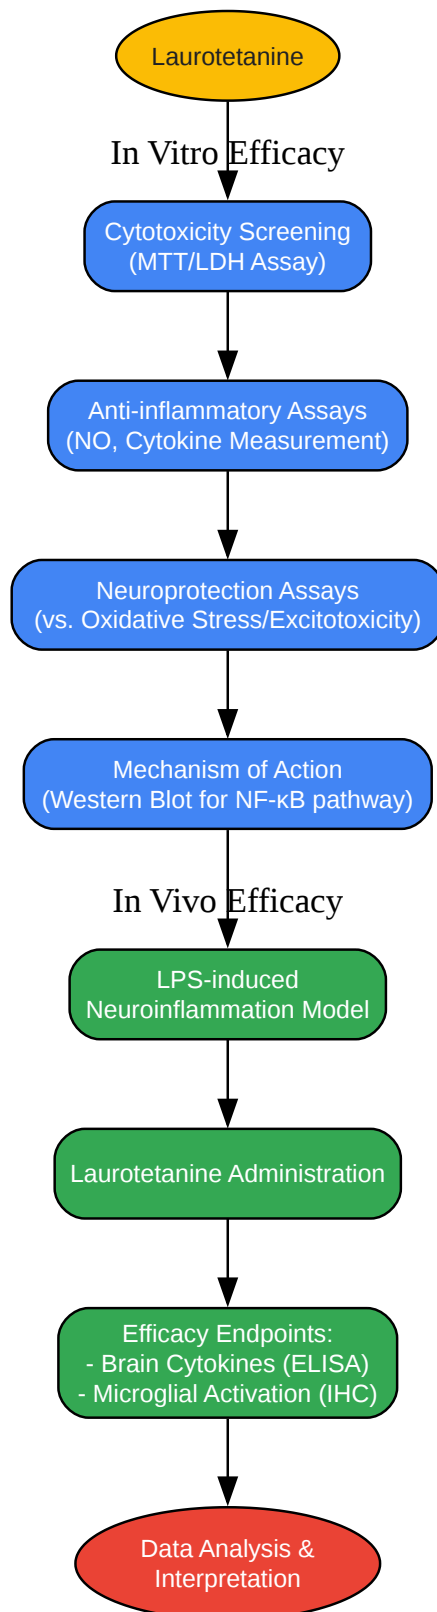 Laurotetanine
In Vitro Efficacy
Cytotoxicity Screening
(MTT/LDH Assay)
Anti-inflammatory Assays
(NO, Cytokine Measurement)
Neuroprotection Assays
(vs. Oxidative Stress/Excitotoxicity)
Mechanism of Action
(Western Blot for NF-κB pathway)
In Vivo Efficacy
LPS-induced
Neuroinflammation Model
Laurotetanine Administration
Efficacy Endpoints:
- Brain Cytokines (ELISA)
- Microglial Activation (IHC)
Data Analysis &
Interpretation